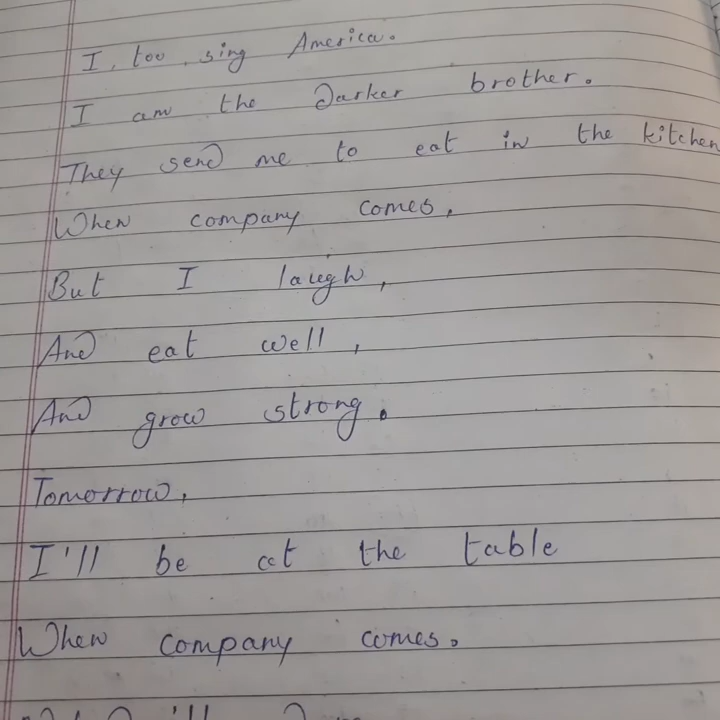 I, too, sing America.
I am the darker brother.
They send me to eat in the kitchen
When company comes,
But I laugh,
And eat well,
And grow strong.
Tomorrow,
I'll be at the table
When company comes.